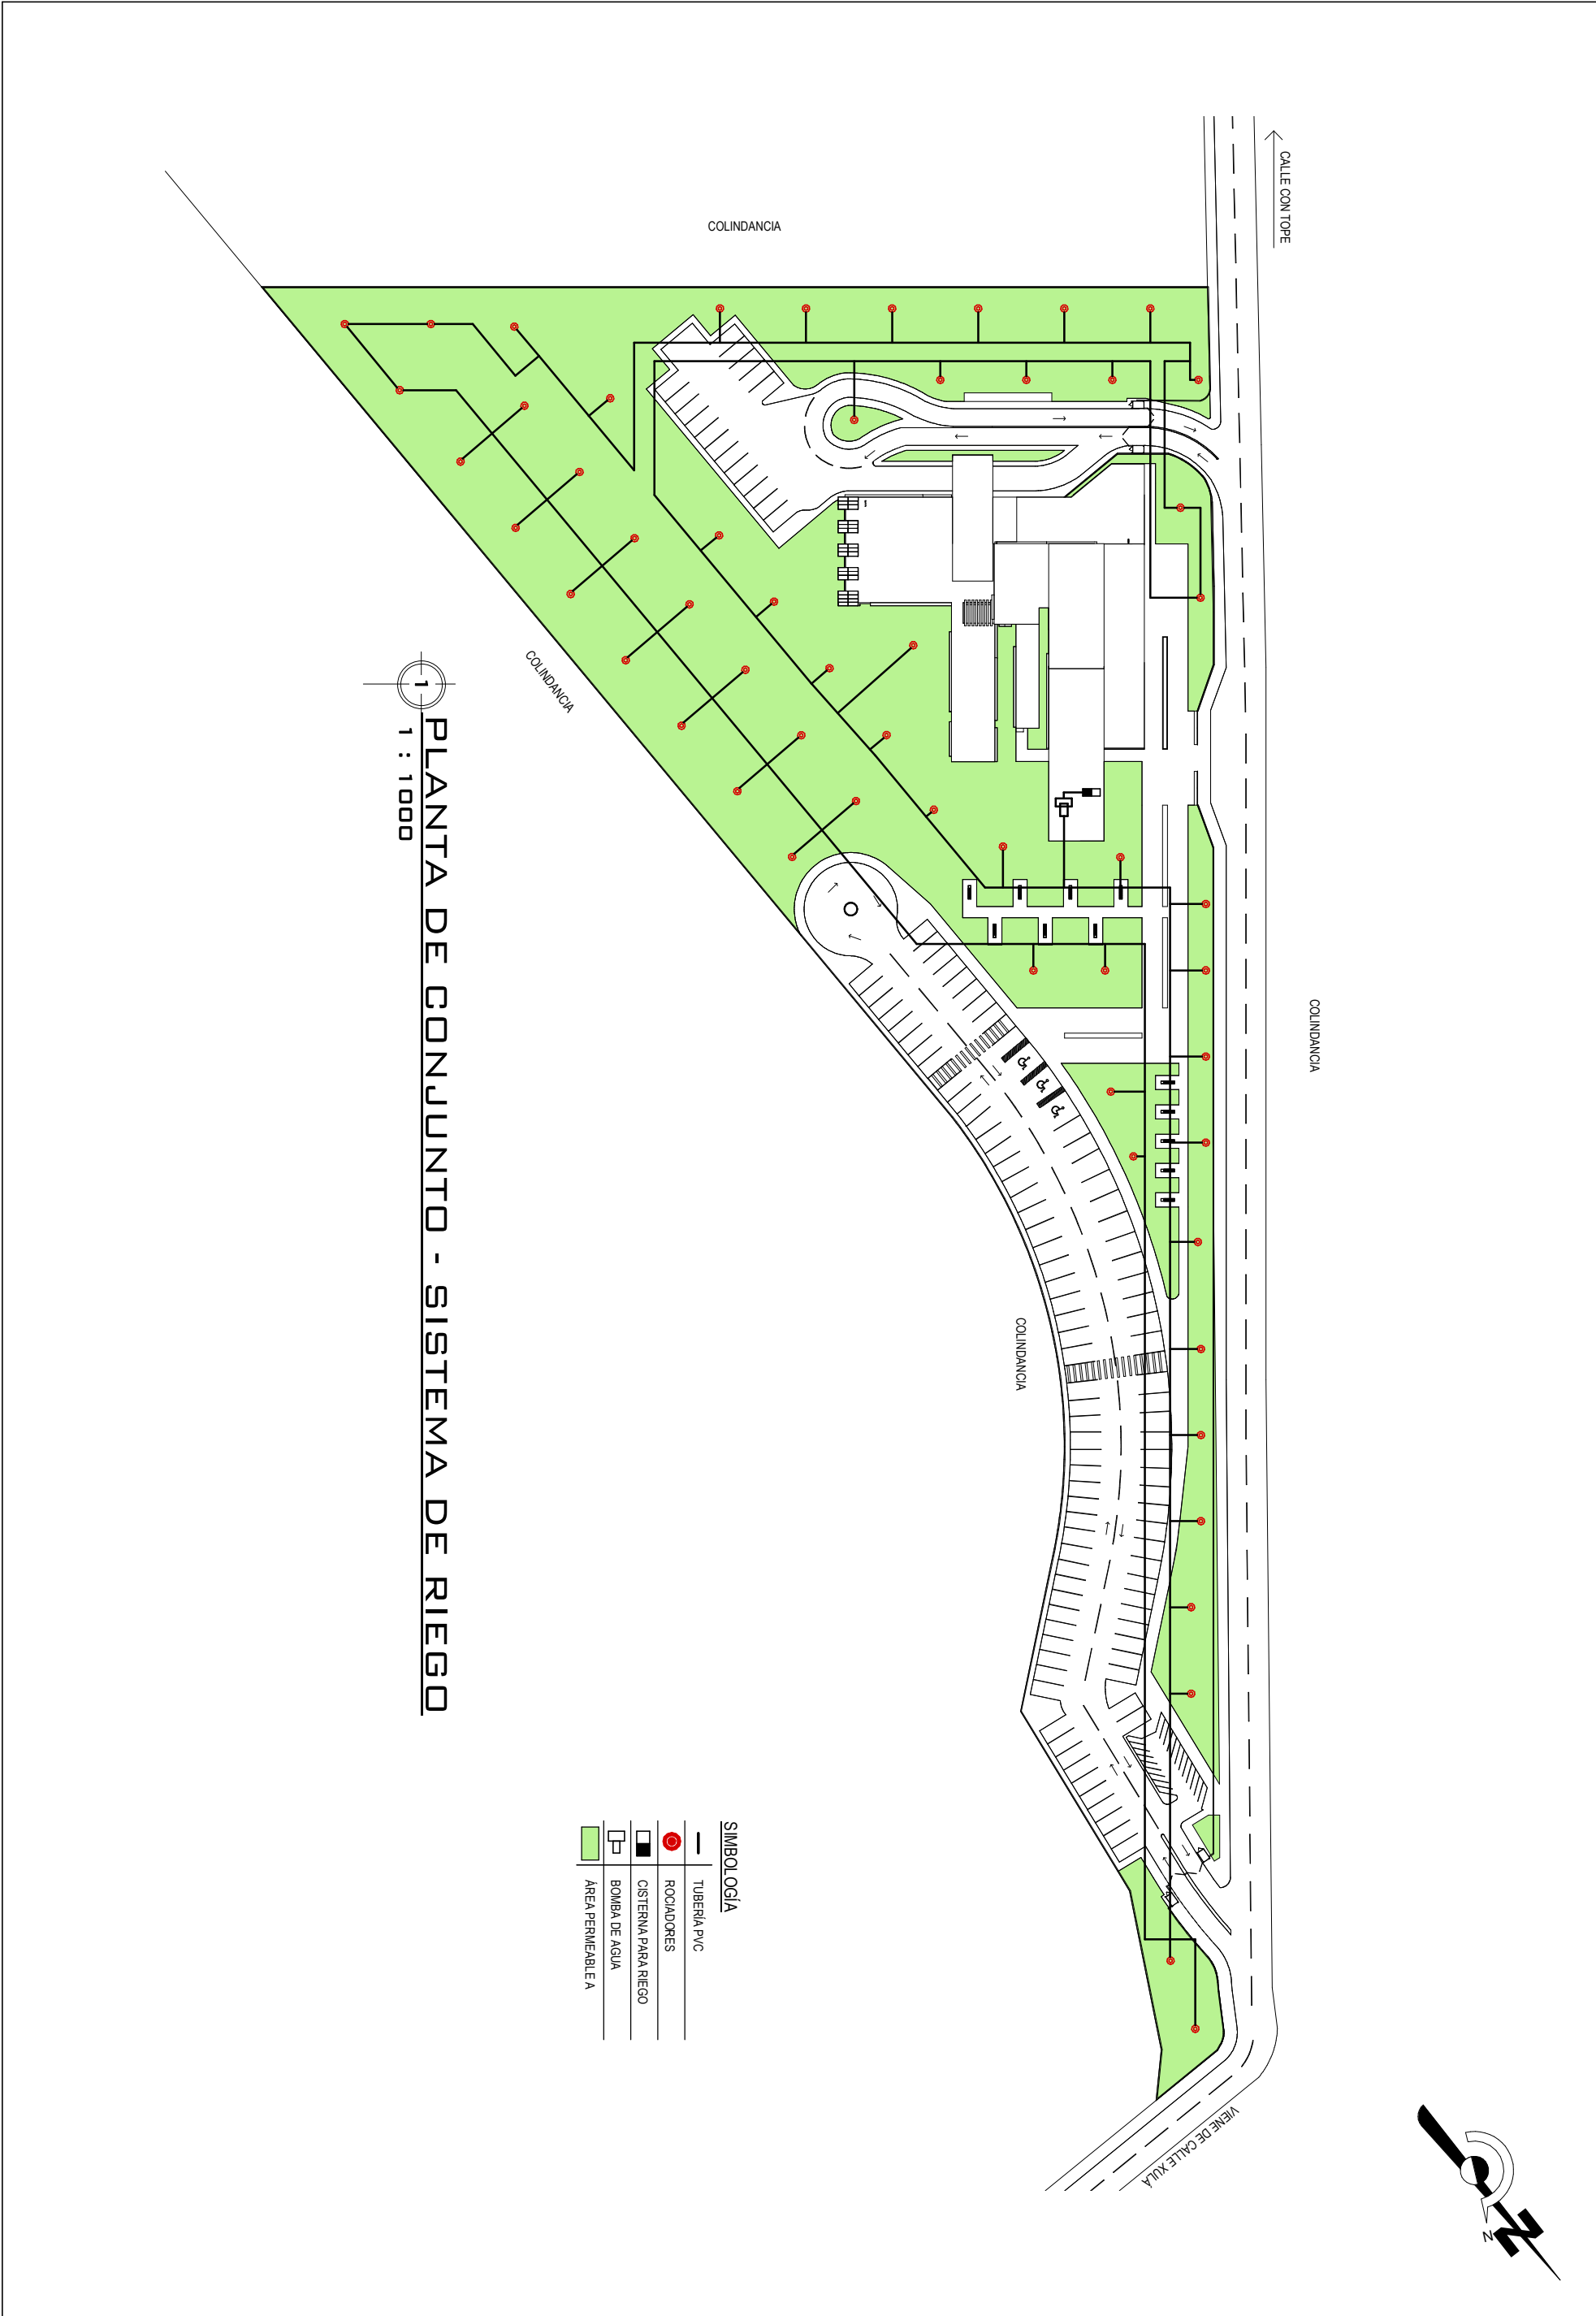 CALLE CON TOPE
COLINDANCIA
COLINDANCIA
COLINDANCIA
COLINDANCIA
VIENE DE CALLE XULÁ
1
PLANTA DE CONJUNTO - SISTEMA DE RIEGO
1 : 1000
SIMBOLOGÍA
TUBERÍA PVC
ROCIADORES
CISTERNA PARA RIEGO
BOMBA DE AGUA
ÁREA PERMEABLE A
N
N